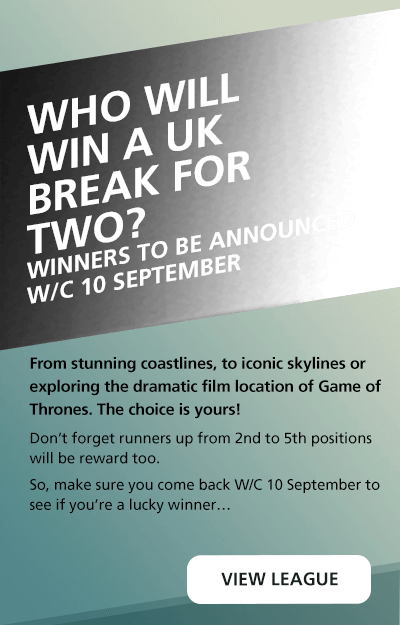 WHO WILL
WIN A UK
BREAK FOR
TWO?
WINNERS TO BE ANNOUNCED
W/C 10 SEPTEMBER
From stunning coastlines, to iconic skylines or
exploring the dramatic film location of Game of
Thrones. The choice is yours!
Don’t forget runners up from 2nd to 5th positions
will be reward too.
So, make sure you come back W/C 10 September to
see if you’re a lucky winner…
VIEW LEAGUE